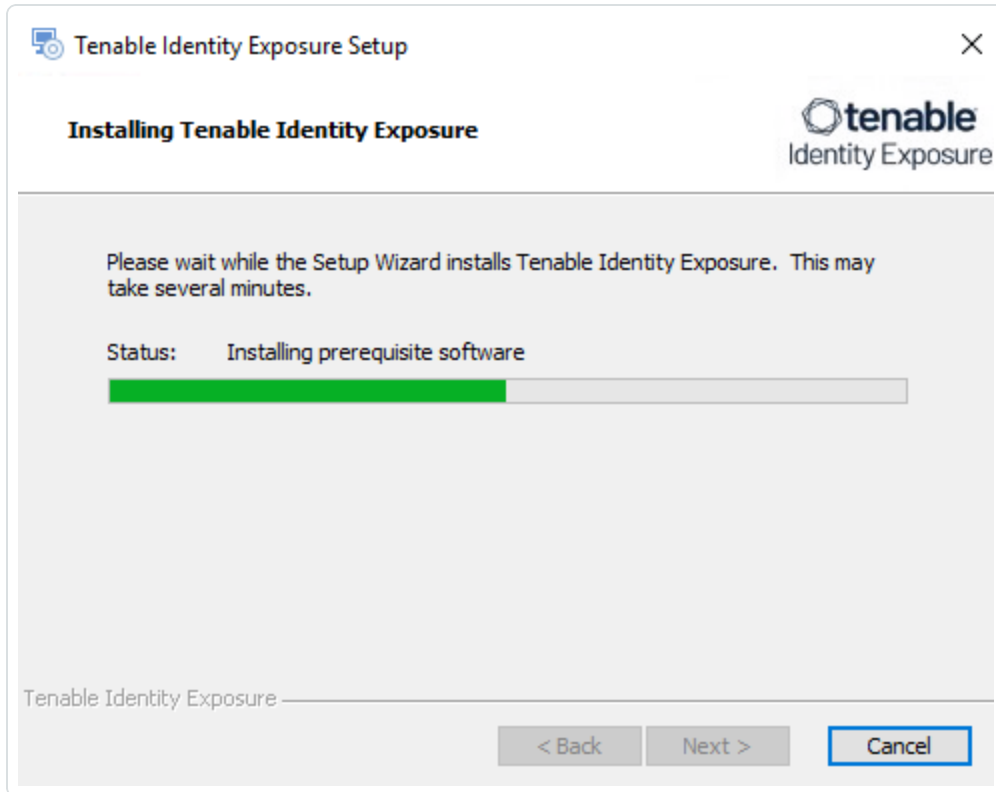 Tenable Identity Exposure Setup
Installing Tenable Identity Exposure
tenable
Identity Exposure
Please wait while the Setup Wizard installs Tenable Identity Exposure. This may
take several minutes.
Status: Installing prerequisite software
Tenable Identity Exposure
< Back Next > Cancel